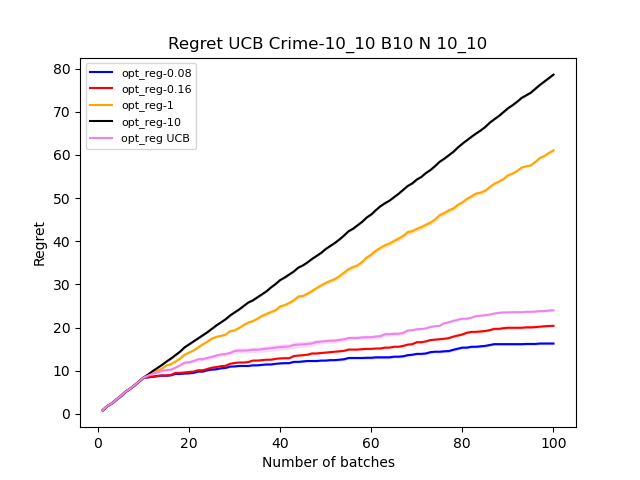 Regret UCB Crime-10_10 B10 N 10_10
opt_reg-0.08
opt_reg-0.16
opt_reg-1
opt_reg-10
opt_reg UCB
80
70
60
50
40
30
20
10
0
Regret
0 20 40 60 80 100
Number of batches